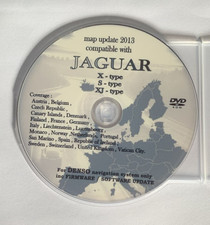 map update 2013
compatible with
JAGUAR
X - type
S - type
XJ - type
Coverage :
Austria , Belgium ,
Czech Republic ,
Canary Islands , Denmark ,
Finland , France , Germany
Italy , Liechtenstein , Luxembourg ,
Monaco , Norway , Netherlands , Portugal ,
San Marino , Spain , Republic of Ireland ,
Sweden , Switzerland , United Kingdom , Vatican City.
DVD
For DENSO navigation system only
inc FIRMWARE / SOFTWARE UPDATE